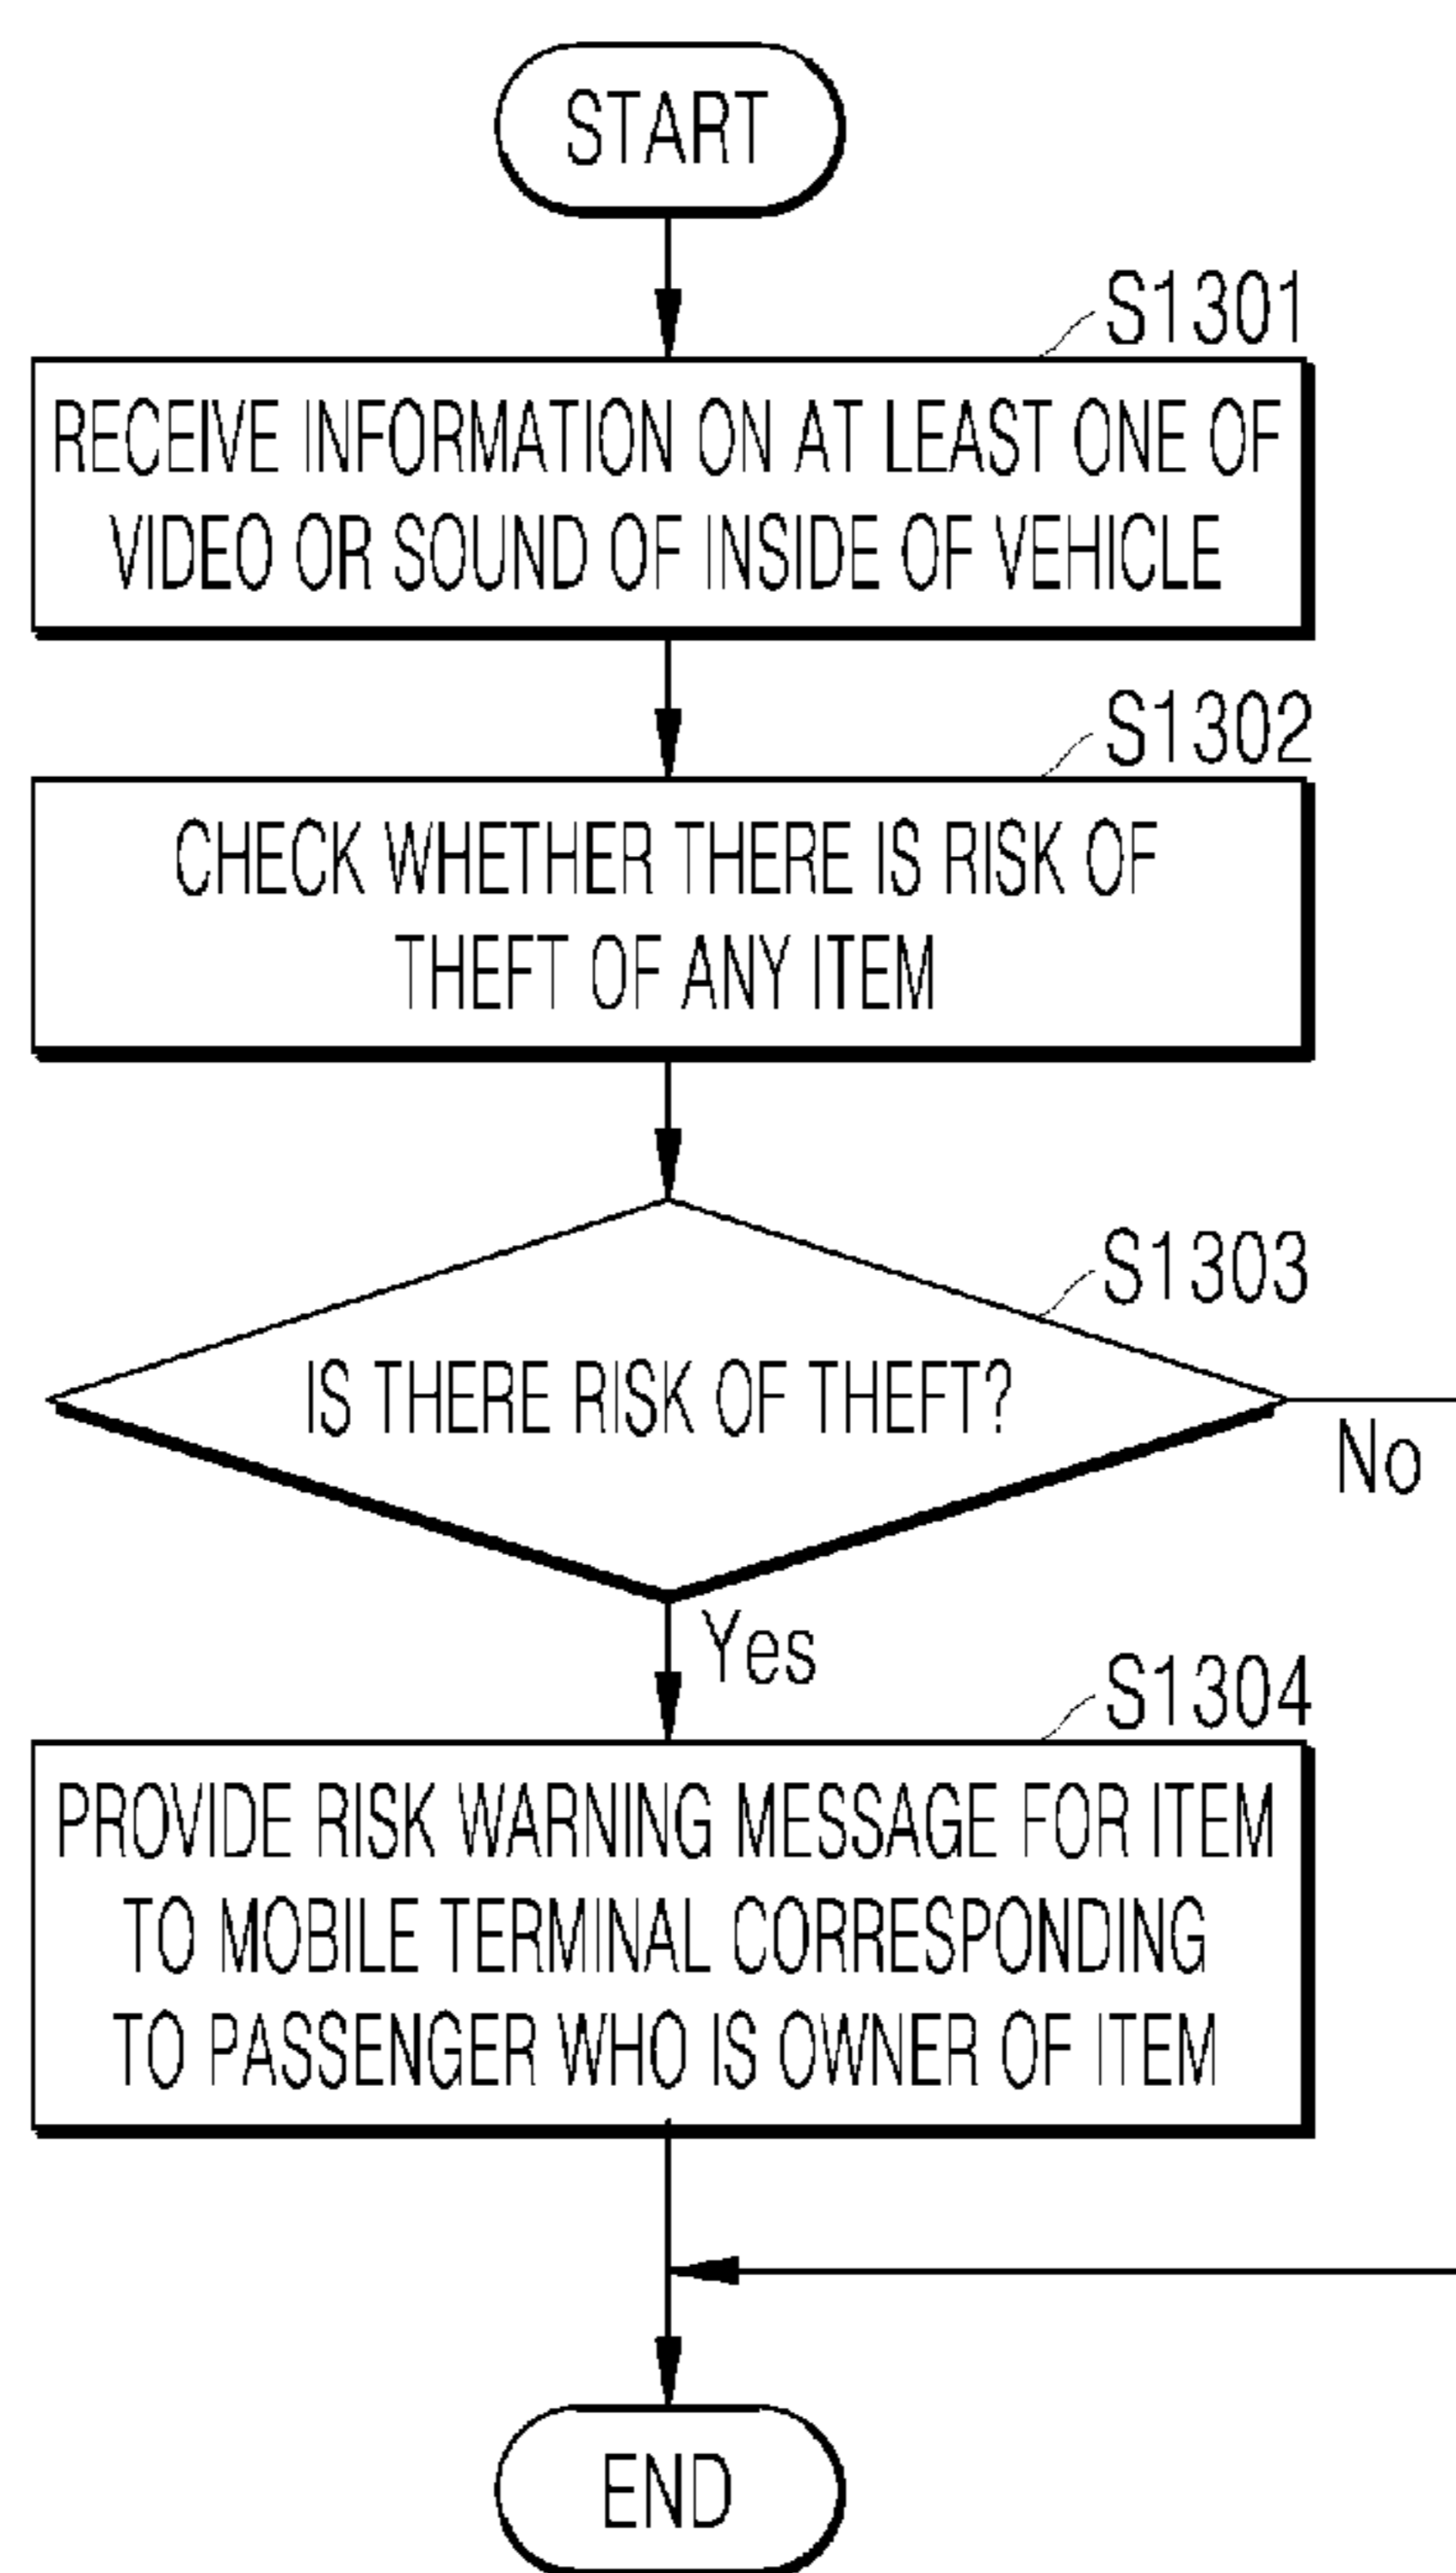 START
S1301
RECEIVE INFORMATION ON AT LEAST ONE OF
VIDEO OR SOUND OF INSIDE OF VEHICLE
S1302
CHECK WHETHER THERE IS RISK OF
THEFT OF ANY ITEM
S1303
IS THERE RISK OF THEFT?
No
Yes
S1304
PROVIDE RISK WARNING MESSAGE FOR ITEM
TO MOBILE TERMINAL CORRESPONDING
TO PASSENGER WHO IS OWNER OF ITEM
END